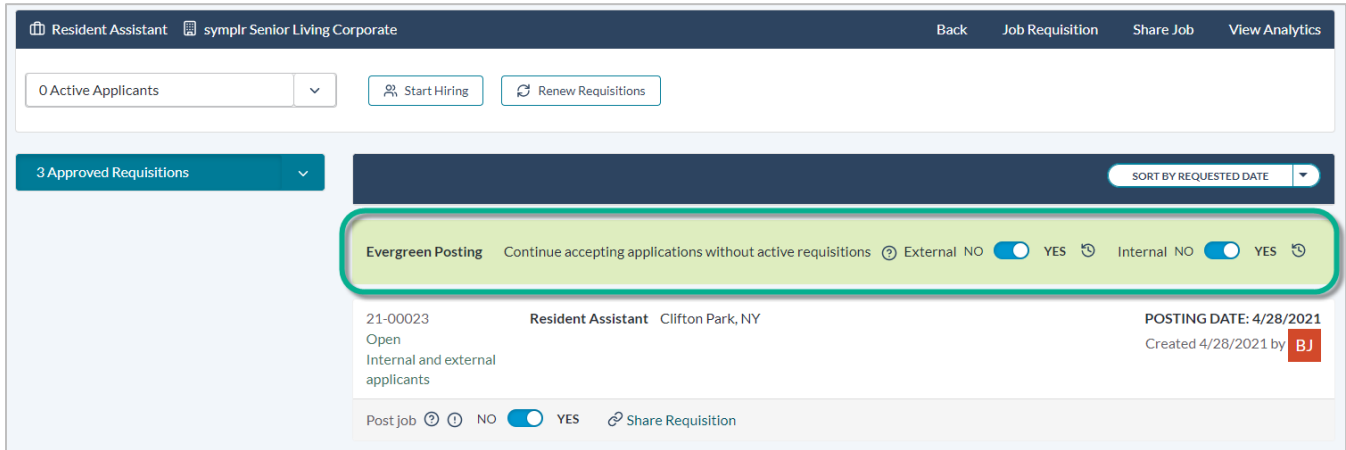 Resident Assistant symplr Senior Living Corporate Back Job Requisition Share Job View Analytics
0 Active Applicants Start Hiring Renew Requisitions
3 Approved Requisitions SORT BY REQUESTED DATE
Evergreen Posting Continue accepting applications without active requisitions External NO YES Internal NO YES
21-00023 Resident Assistant Clifton Park, NY POSTING DATE: 4/28/2021
Open Created 4/28/2021 by BJ
Internal and external
applicants
Post job NO YES Share Requisition